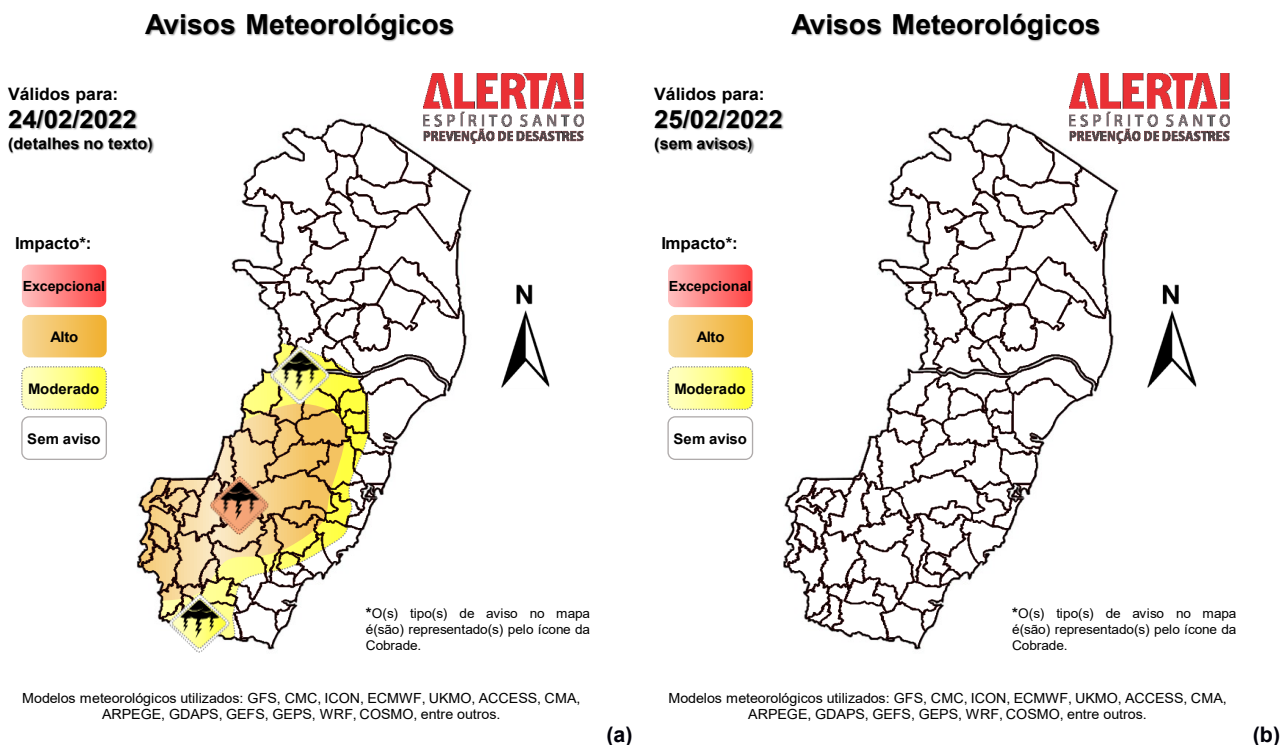 Avisos Meteorológicos
Válidos para:
24/02/2022
(detalhes no texto)
ALERTA!
ESPÍRITO SANTO
PREVENÇÃO DE DESASTRES
Impacto*:
Excepcional
Alto
Moderado
Sem aviso
N
*O(s) tipo(s) de aviso no mapa
é(são) representado(s) pelo ícone da
Cobrade.
Modelos meteorológicos utilizados: GFS, CMC, ICON, ECMWF, UKMO, ACCESS, CMA,
ARPEGE, GDAPS, GEFS, GEPS, WRF, COSMO, entre outros.
(a)
Avisos Meteorológicos
Válidos para:
25/02/2022
(sem avisos)
ALERTA!
ESPÍRITO SANTO
PREVENÇÃO DE DESASTRES
Impacto*:
Excepcional
Alto
Moderado
Sem aviso
N
*O(s) tipo(s) de aviso no mapa
é(são) representado(s) pelo ícone da
Cobrade.
Modelos meteorológicos utilizados: GFS, CMC, ICON, ECMWF, UKMO, ACCESS, CMA,
ARPEGE, GDAPS, GEFS, GEPS, WRF, COSMO, entre outros.
(b)